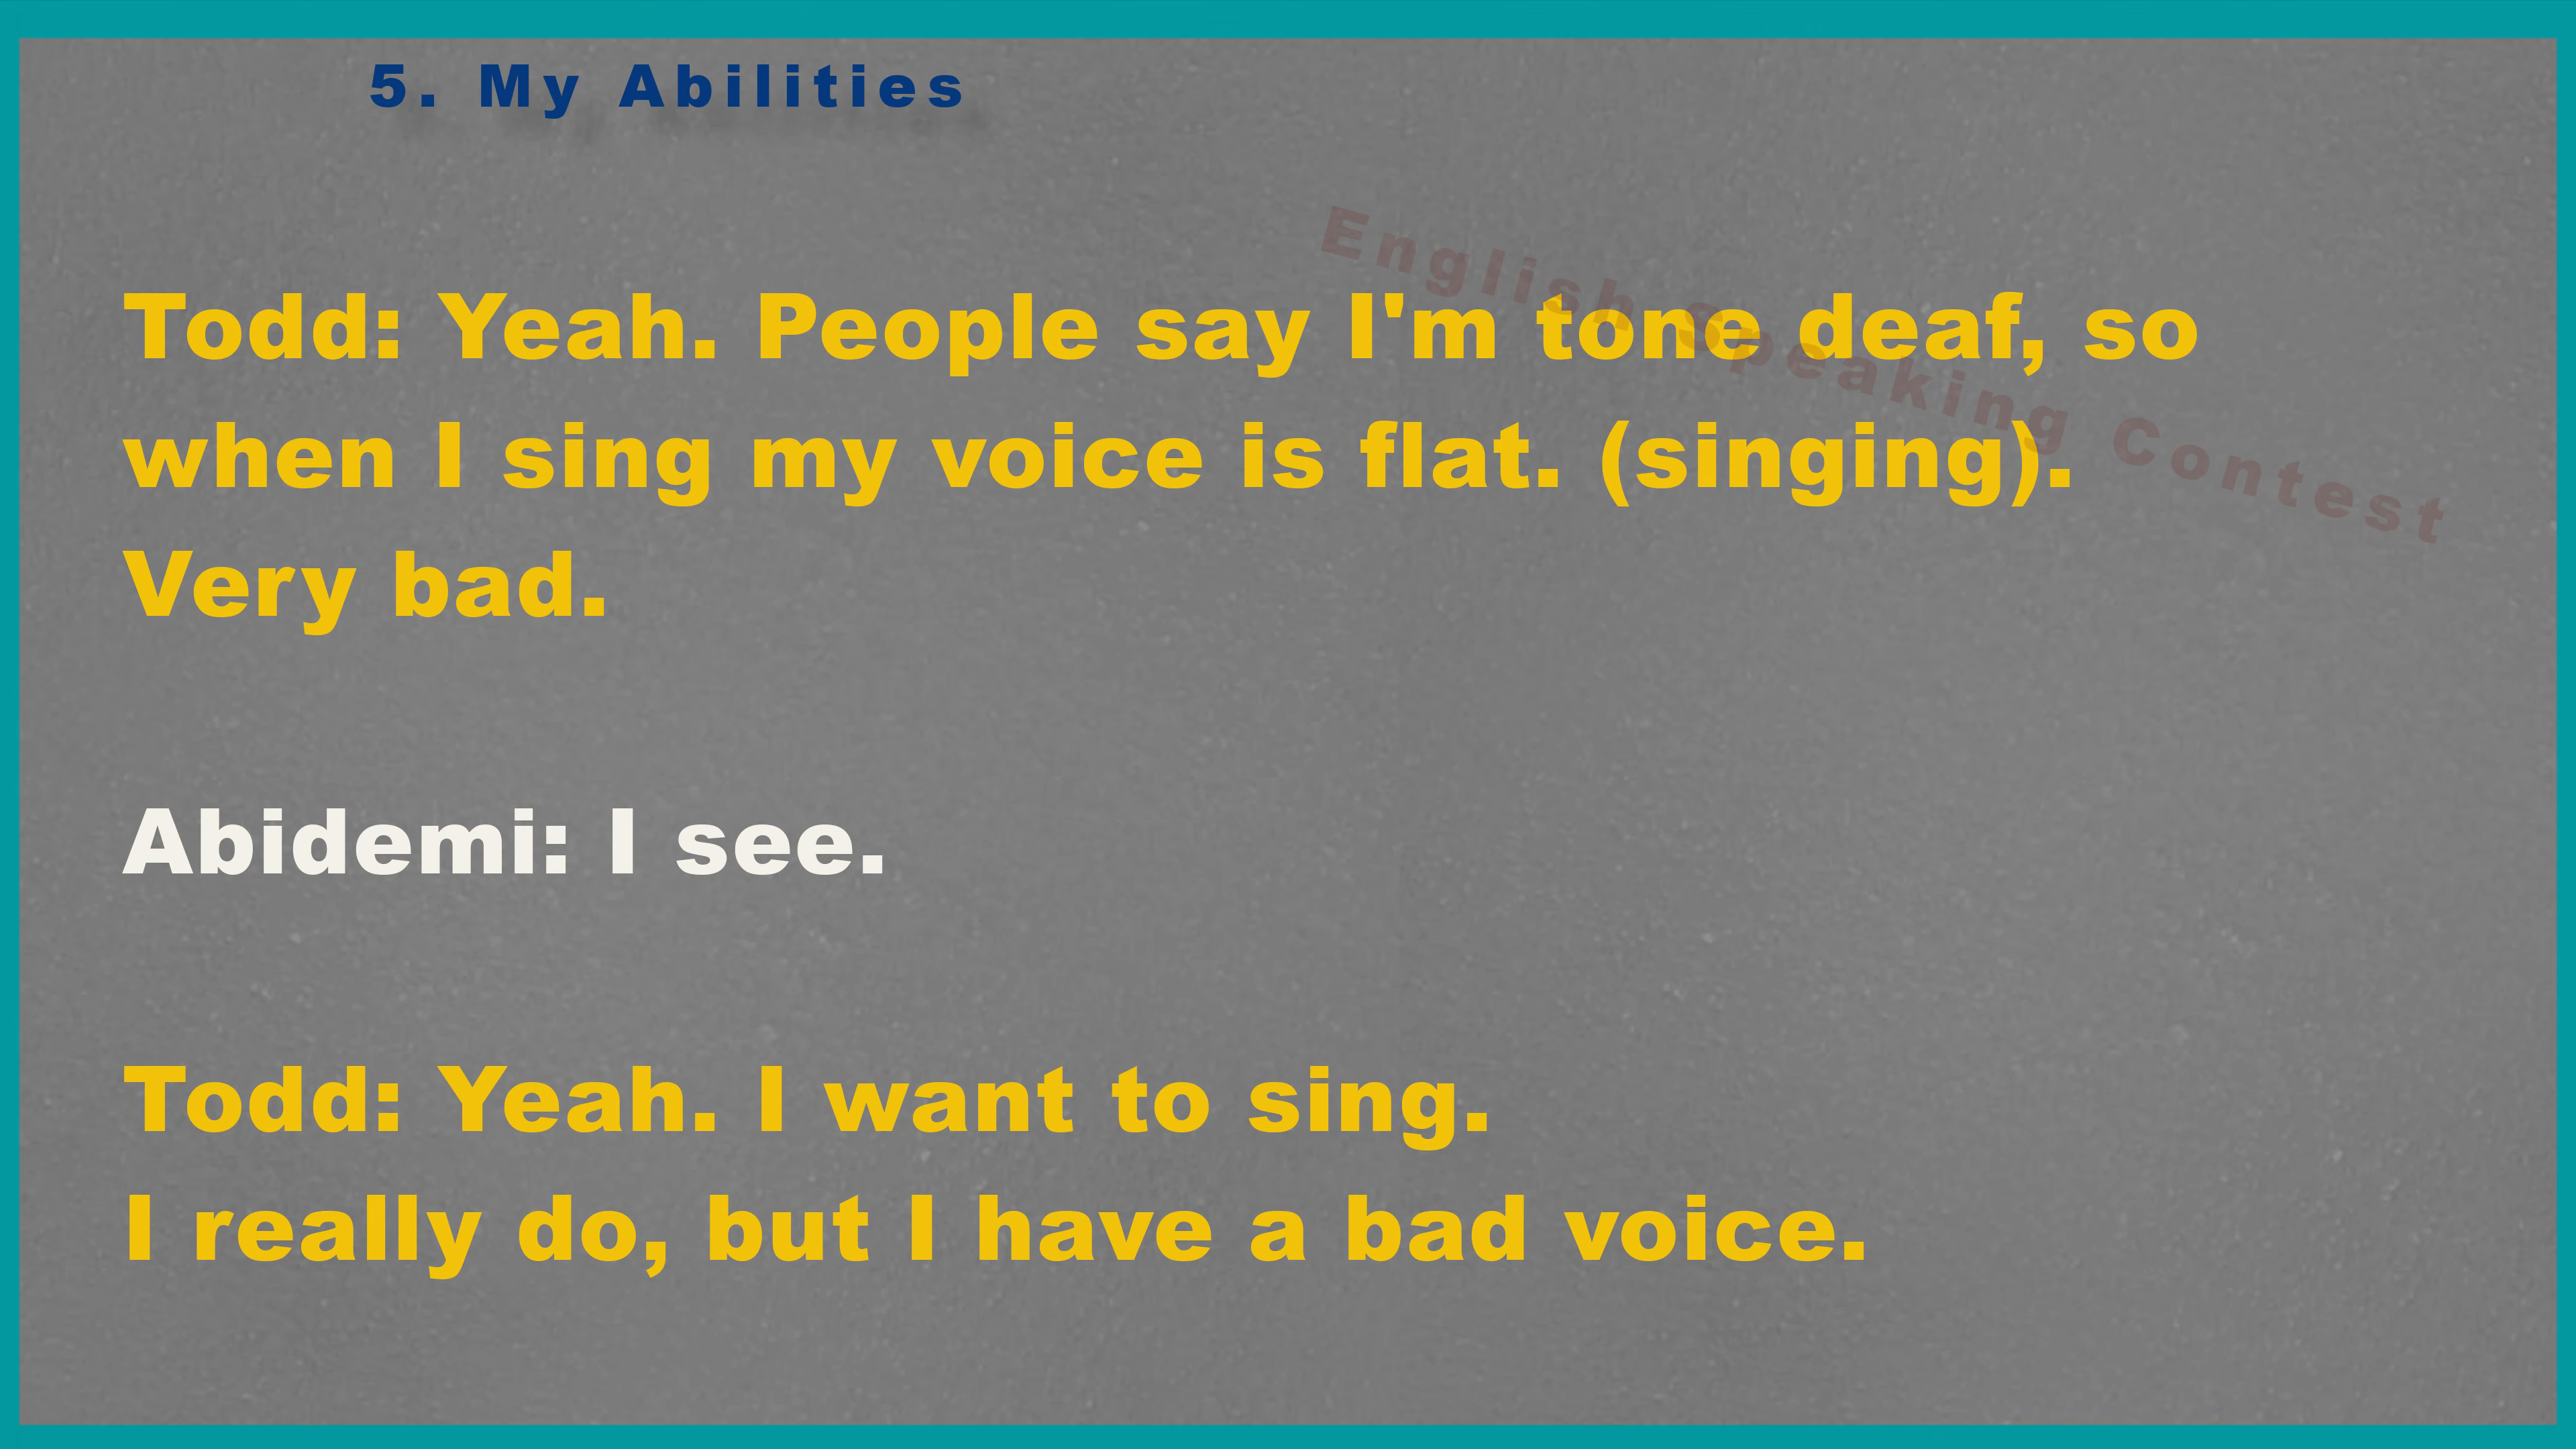 5. My Abilities
English Speaking Contest
Todd: Yeah. People say I'm tone deaf, so
when I sing my voice is flat. (singing).
Very bad.
Abidemi: I see.
Todd: Yeah. I want to sing.
I really do, but I have a bad voice.